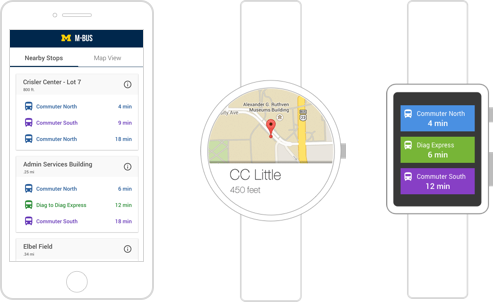 M M-BUS
Nearby Stops Map View
Crisler Center - Lot 7
800 ft
Commuter North 4 min
Commuter South 9 min
Commuter North 18 min
Admin Services Building
.25 mi
Commuter North 6 min
Diag to Diag Express 12 min
Commuter South 18 min
Elbel Field
.34 mi
Alexander G. Ruthven
Museums Building
CC Little
450 feet
Commuter North
4 min
Diag Express
6 min
Commuter South
12 min